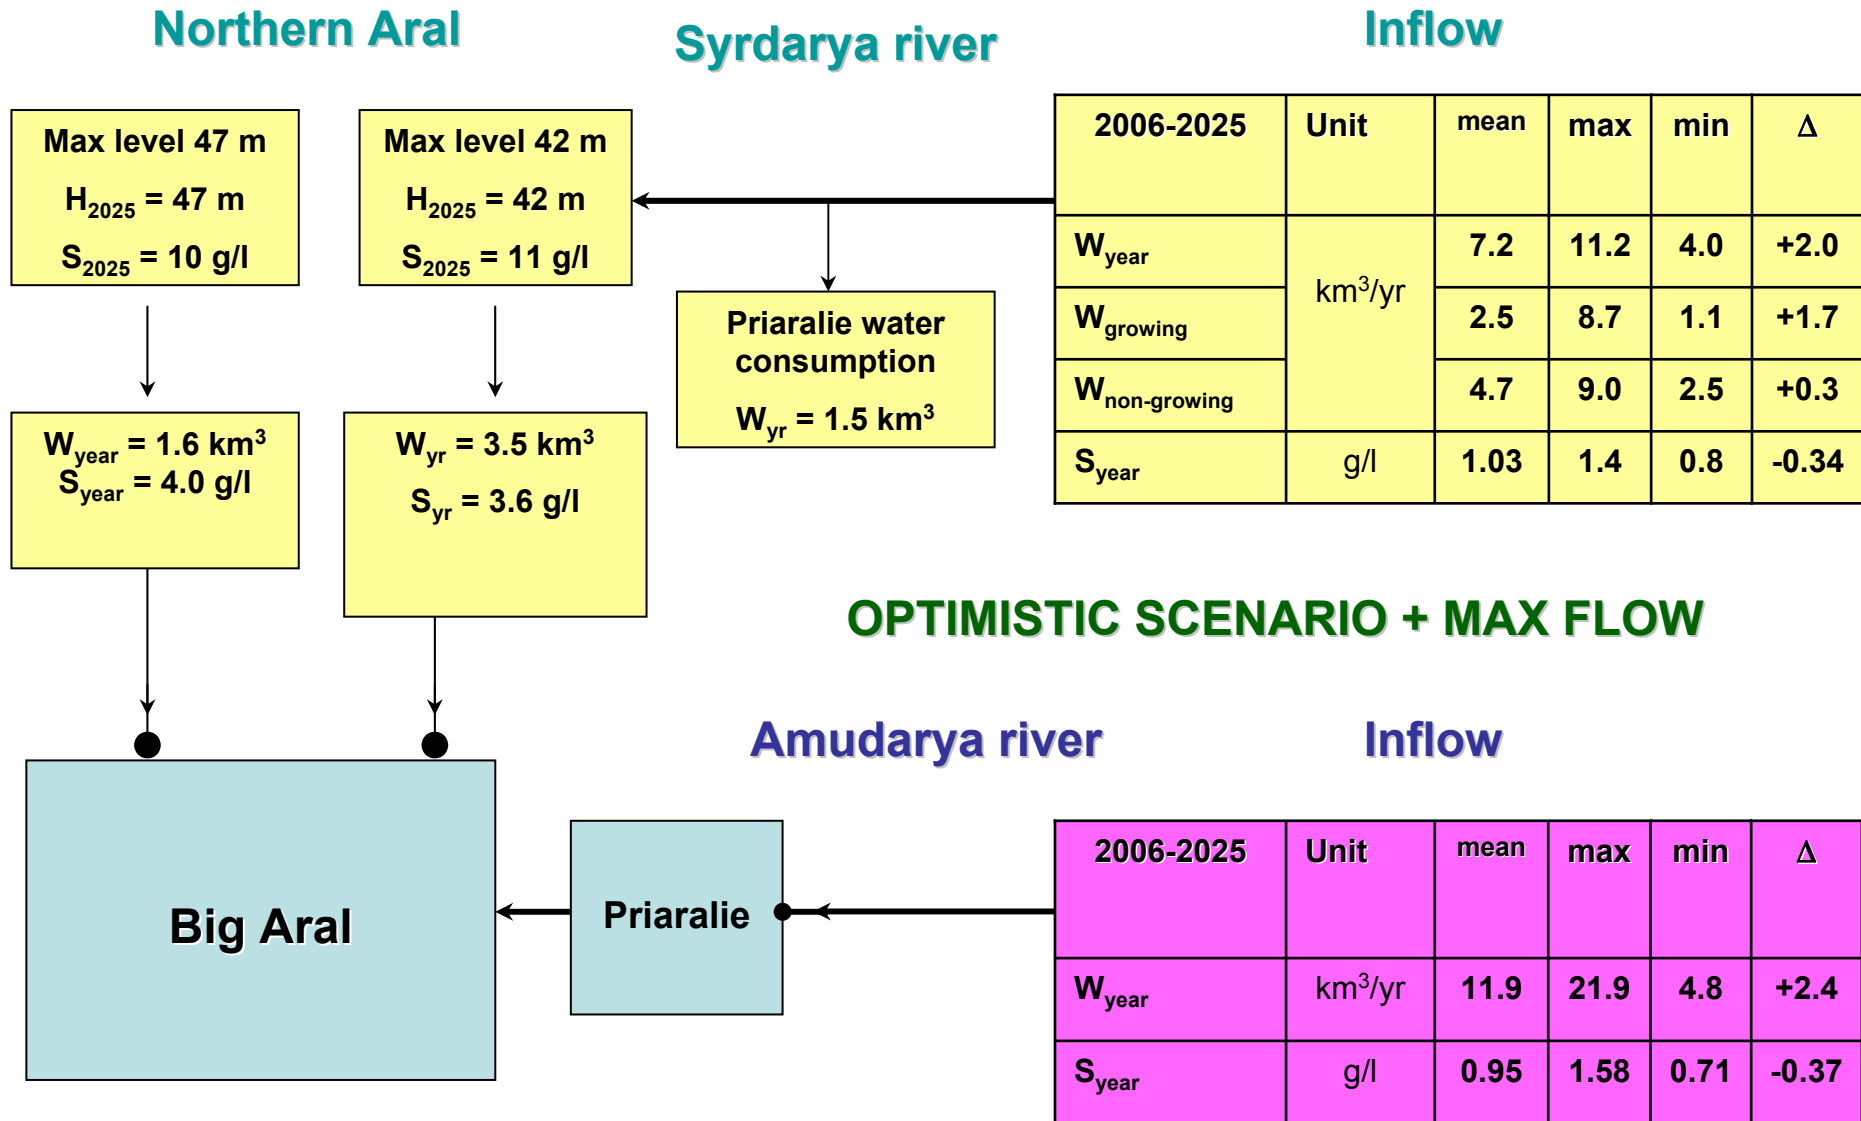 Northern Aral
Syrdarya river
Inflow
Max level 47 m
H2025 = 47 m
S2025 = 10 g/l
Max level 42 m
H2025 = 42 m
S2025 = 11 g/l
Priaralie water
consumption
Wyr = 1.5 km³
2006-2025 Unit mean max min Δ
Wyear km³/yr 7.2 11.2 4.0 +2.0
Wgrowing 2.5 8.7 1.1 +1.7
Wnon-growing 4.7 9.0 2.5 +0.3
Syear g/l 1.03 1.4 0.8 -0.34
Wyear = 1.6 km³
Syear = 4.0 g/l
Wyr = 3.5 km³
Syr = 3.6 g/l
OPTIMISTIC SCENARIO + MAX FLOW
Amudarya river
Inflow
Big Aral
Priaralie
2006-2025 Unit mean max min Δ
Wyear km³/yr 11.9 21.9 4.8 +2.4
Syear g/l 0.95 1.58 0.71 -0.37